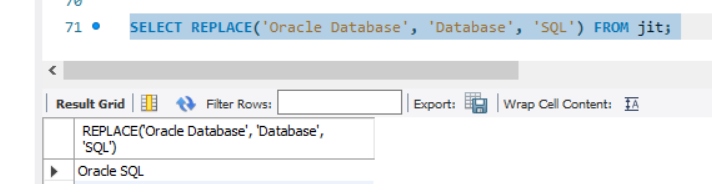 70
71 SELECT REPLACE('Oracle Database', 'Database', 'SQL') FROM jit;
Result Grid Filter Rows: Export: Wrap Cell Content: IA
REPLACE('Oracle Database', 'Database',
'SQL')
Oracle SQL